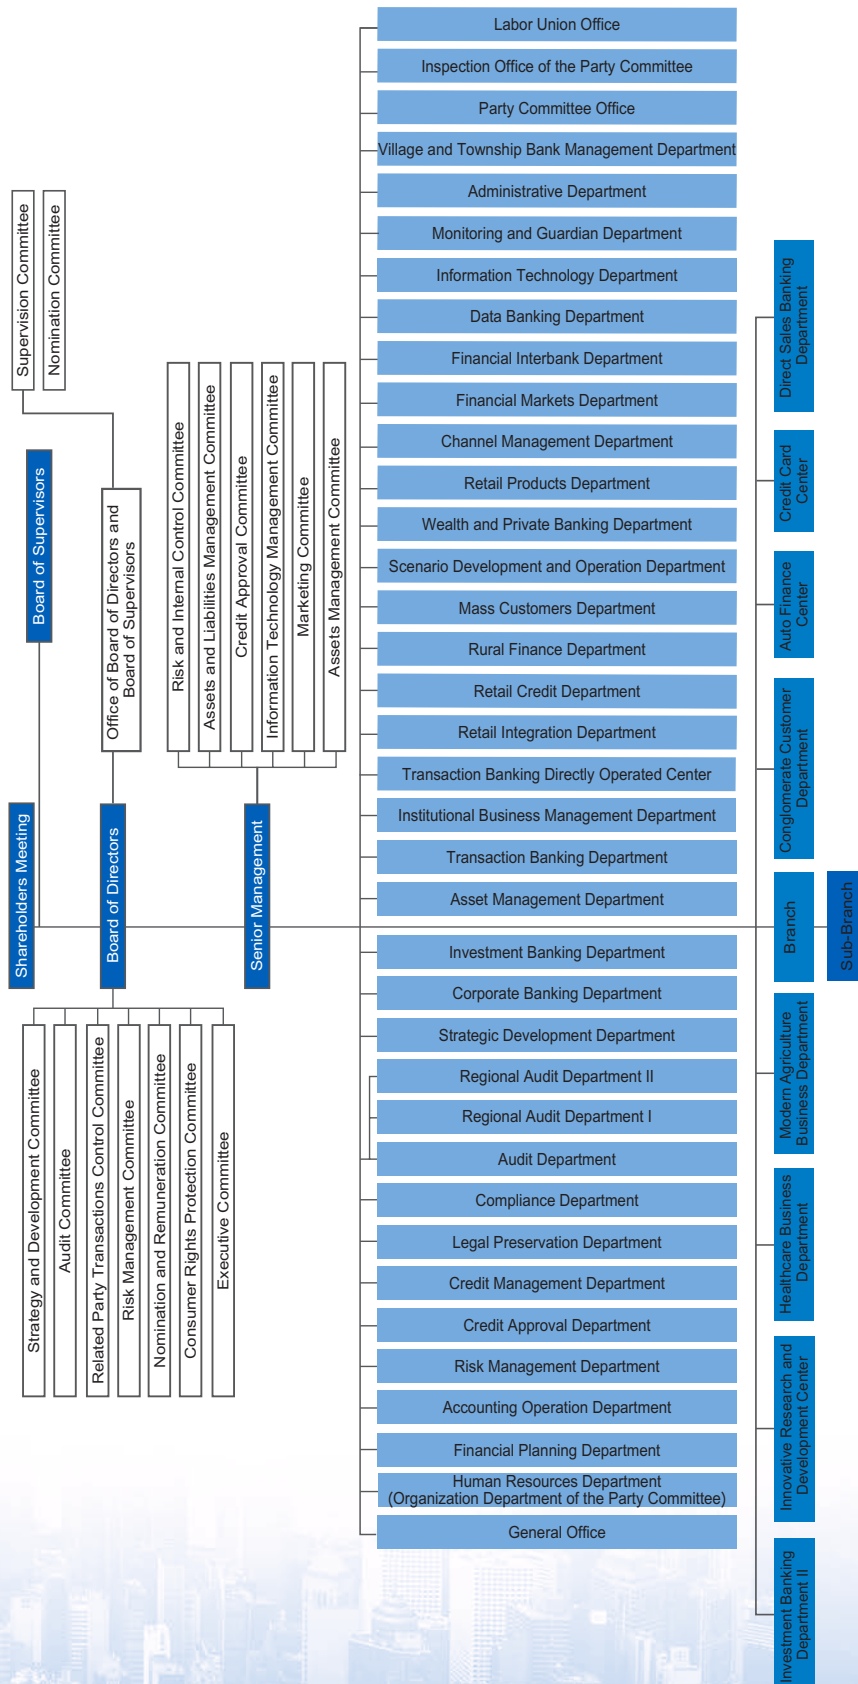 Shareholders Meeting
Board of Supervisors
Supervision Committee
Nomination Committee
Board of Directors
Office of Board of Directors and
Board of Supervisors
Strategy and Development Committee
Audit Committee
Related Party Transactions Control Committee
Risk Management Committee
Nomination and Remuneration Committee
Consumer Rights Protection Committee
Executive Committee
Senior Management
Risk and Internal Control Committee
Assets and Liabilities Management Committee
Credit Approval Committee
Information Technology Management Committee
Marketing Committee
Assets Management Committee
Labor Union Office
Inspection Office of the Party Committee
Party Committee Office
Village and Township Bank Management Department
Administrative Department
Monitoring and Guardian Department
Information Technology Department
Data Banking Department
Financial Interbank Department
Financial Markets Department
Channel Management Department
Retail Products Department
Wealth and Private Banking Department
Scenario Development and Operation Department
Mass Customers Department
Rural Finance Department
Retail Credit Department
Retail Integration Department
Transaction Banking Directly Operated Center
Institutional Business Management Department
Transaction Banking Department
Asset Management Department
Investment Banking Department
Corporate Banking Department
Strategic Development Department
Regional Audit Department II
Regional Audit Department I
Audit Department
Compliance Department
Legal Preservation Department
Credit Management Department
Credit Approval Department
Risk Management Department
Accounting Operation Department
Financial Planning Department
Human Resources Department
(Organization Department of the Party Committee)
General Office
Direct Sales Banking
Department
Credit Card
Center
Auto Finance
Center
Conglomerate Customer
Department
Branch
Sub-Branch
Modern Agriculture
Business Department
Healthcare Business
Department
Innovative Research and
Development Center
Investment Banking
Department II